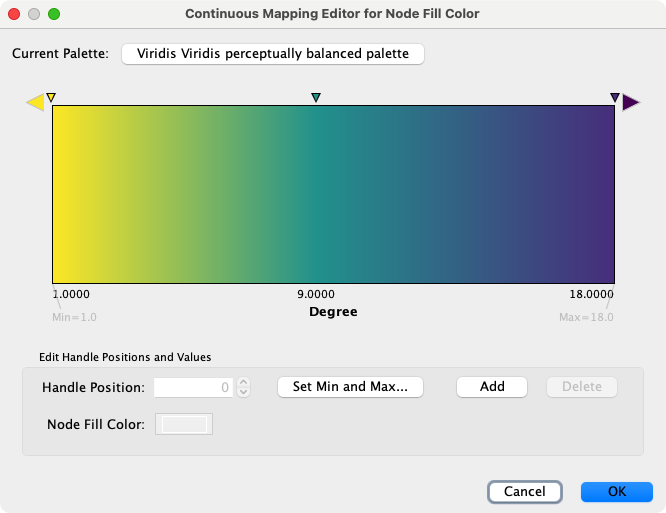 Continuous Mapping Editor for Node Fill Color
Current Palette: Viridis Viridis perceptually balanced palette
1.0000 9.0000 18.0000
Min=1.0 Degree Max=18.0
Edit Handle Positions and Values
Handle Position: 0 Set Min and Max... Add Delete
Node Fill Color:
Cancel OK